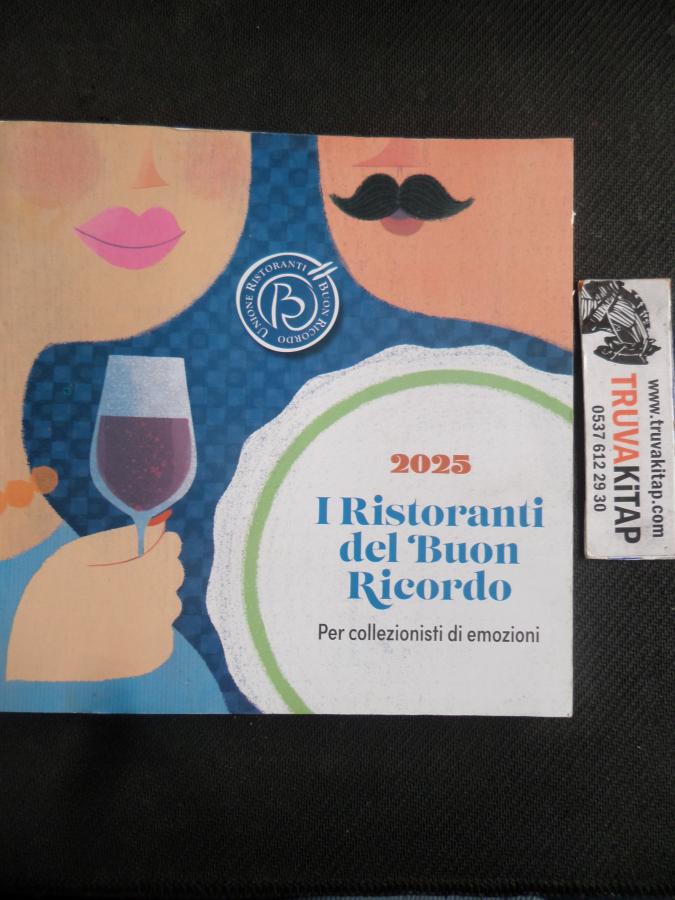 UNIONE RISTORANTI BUON RICORDO
B
2025
I Ristoranti
del Buon
Ricordo
Per collezionisti di emozioni
www.truvakitap.com
TRUVAKiTAP
0537 612 29 30